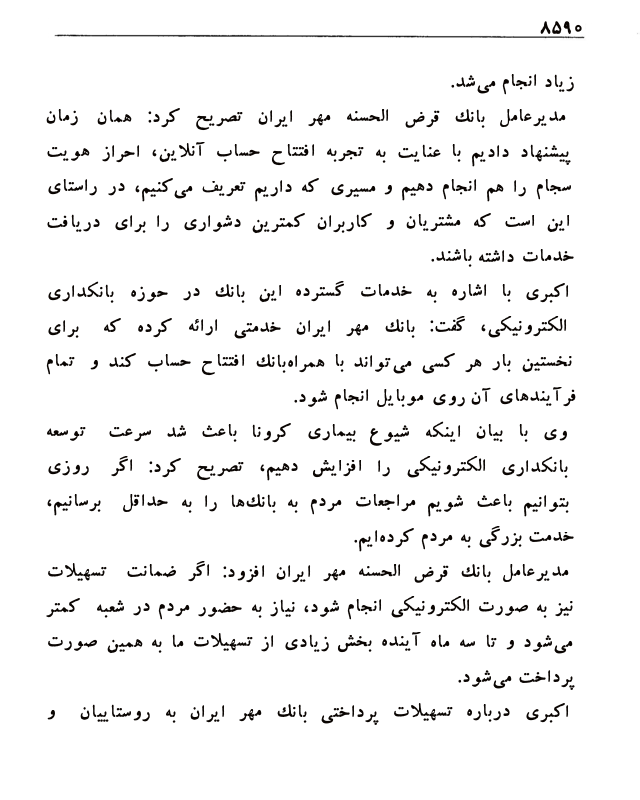 ۸۵۹۰
زیاد انجام می‌شد.
مدیرعامل بانك قرض الحسنه مهر ایران تصریح کرد: همان زمان
پیشنهاد دادیم با عنایت به تجربه افتتاح حساب آنلاین، احراز هویت
سجام را هم انجام دهیم و مسیری که داریم تعریف می‌کنیم، در راستای
این است که مشتریان و کاربران کمترین دشواری را برای دریافت
خدمات داشته باشند.
اکبری با اشاره به خدمات گسترده این بانك در حوزه بانکداری
الکترونیکی، گفت: بانك مهر ایران خدمتی ارائه کرده که برای
نخستین بار هر کسی می‌تواند با همراه‌بانك افتتاح حساب کند و تمام
فرآیندهای آن روی موبایل انجام شود.
وی با بیان اینکه شیوع بیماری کرونا باعث شد سرعت توسعه
بانکداری الکترونیکی را افزایش دهیم، تصریح کرد: اگر روزی
بتوانیم باعث شویم مراجعات مردم به بانك‌ها را به حداقل برسانیم،
خدمت بزرگی به مردم کرده‌ایم.
مدیرعامل بانك قرض الحسنه مهر ایران افزود: اگر ضمانت تسهیلات
نیز به صورت الکترونیکی انجام شود، نیاز به حضور مردم در شعبه کمتر
می‌شود و تا سه ماه آینده بخش زیادی از تسهیلات ما به همین صورت
پرداخت می‌شود.
اکبری درباره تسهیلات پرداختی بانك مهر ایران به روستاییان و